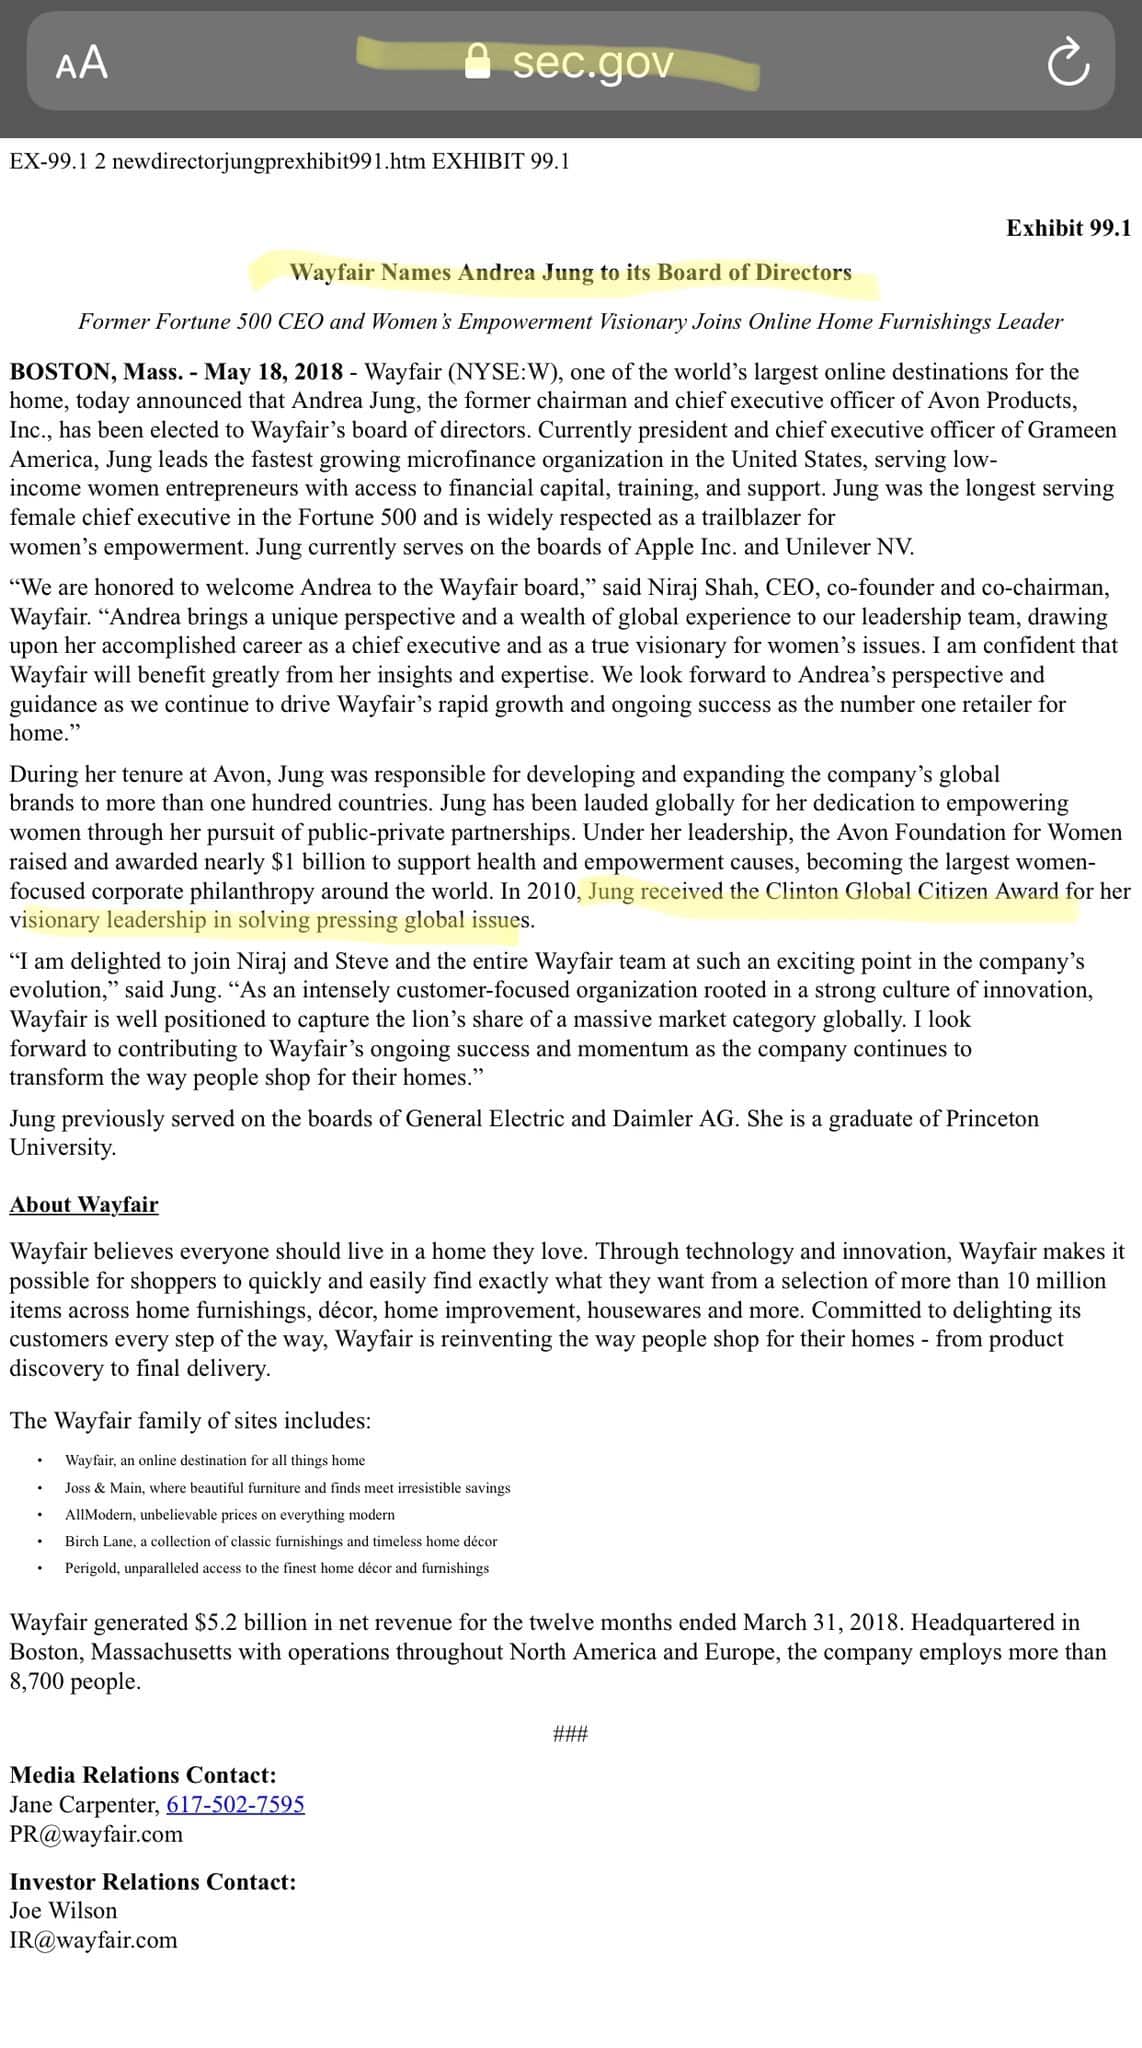 AA sec.gov
EX-99.1 2 newdirectorjungprexhibit991.htm EXHIBIT 99.1
Exhibit 99.1
Wayfair Names Andrea Jung to its Board of Directors
Former Fortune 500 CEO and Women’s Empowerment Visionary Joins Online Home Furnishings Leader
BOSTON, Mass. - May 18, 2018 - Wayfair (NYSE:W), one of the world’s largest online destinations for the
home, today announced that Andrea Jung, the former chairman and chief executive officer of Avon Products,
Inc., has been elected to Wayfair’s board of directors. Currently president and chief executive officer of Grameen
America, Jung leads the fastest growing microfinance organization in the United States, serving low-
income women entrepreneurs with access to financial capital, training, and support. Jung was the longest serving
female chief executive in the Fortune 500 and is widely respected as a trailblazer for
women’s empowerment. Jung currently serves on the boards of Apple Inc. and Unilever NV.
“We are honored to welcome Andrea to the Wayfair board,” said Niraj Shah, CEO, co-founder and co-chairman,
Wayfair. “Andrea brings a unique perspective and a wealth of global experience to our leadership team, drawing
upon her accomplished career as a chief executive and as a true visionary for women’s issues. I am confident that
Wayfair will benefit greatly from her insights and expertise. We look forward to Andrea’s perspective and
guidance as we continue to drive Wayfair’s rapid growth and ongoing success as the number one retailer for
home.”
During her tenure at Avon, Jung was responsible for developing and expanding the company’s global
brands to more than one hundred countries. Jung has been lauded globally for her dedication to empowering
women through her pursuit of public-private partnerships. Under her leadership, the Avon Foundation for Women
raised and awarded nearly $1 billion to support health and empowerment causes, becoming the largest women-
focused corporate philanthropy around the world. In 2010, Jung received the Clinton Global Citizen Award for her
visionary leadership in solving pressing global issues.
“I am delighted to join Niraj and Steve and the entire Wayfair team at such an exciting point in the company’s
evolution,” said Jung. “As an intensely customer-focused organization rooted in a strong culture of innovation,
Wayfair is well positioned to capture the lion’s share of a massive market category globally. I look
forward to contributing to Wayfair’s ongoing success and momentum as the company continues to
transform the way people shop for their homes.”
Jung previously served on the boards of General Electric and Daimler AG. She is a graduate of Princeton
University.
About Wayfair
Wayfair believes everyone should live in a home they love. Through technology and innovation, Wayfair makes it
possible for shoppers to quickly and easily find exactly what they want from a selection of more than 10 million
items across home furnishings, décor, home improvement, housewares and more. Committed to delighting its
customers every step of the way, Wayfair is reinventing the way people shop for their homes - from product
discovery to final delivery.
The Wayfair family of sites includes:
• Wayfair, an online destination for all things home
• Joss & Main, where beautiful furniture and finds meet irresistible savings
• AllModern, unbelievable prices on everything modern
• Birch Lane, a collection of classic furnishings and timeless home décor
• Perigold, unparalleled access to the finest home décor and furnishings
Wayfair generated $5.2 billion in net revenue for the twelve months ended March 31, 2018. Headquartered in
Boston, Massachusetts with operations throughout North America and Europe, the company employs more than
8,700 people.
###
Media Relations Contact:
Jane Carpenter, 617-502-7595
PR@wayfair.com
Investor Relations Contact:
Joe Wilson
IR@wayfair.com